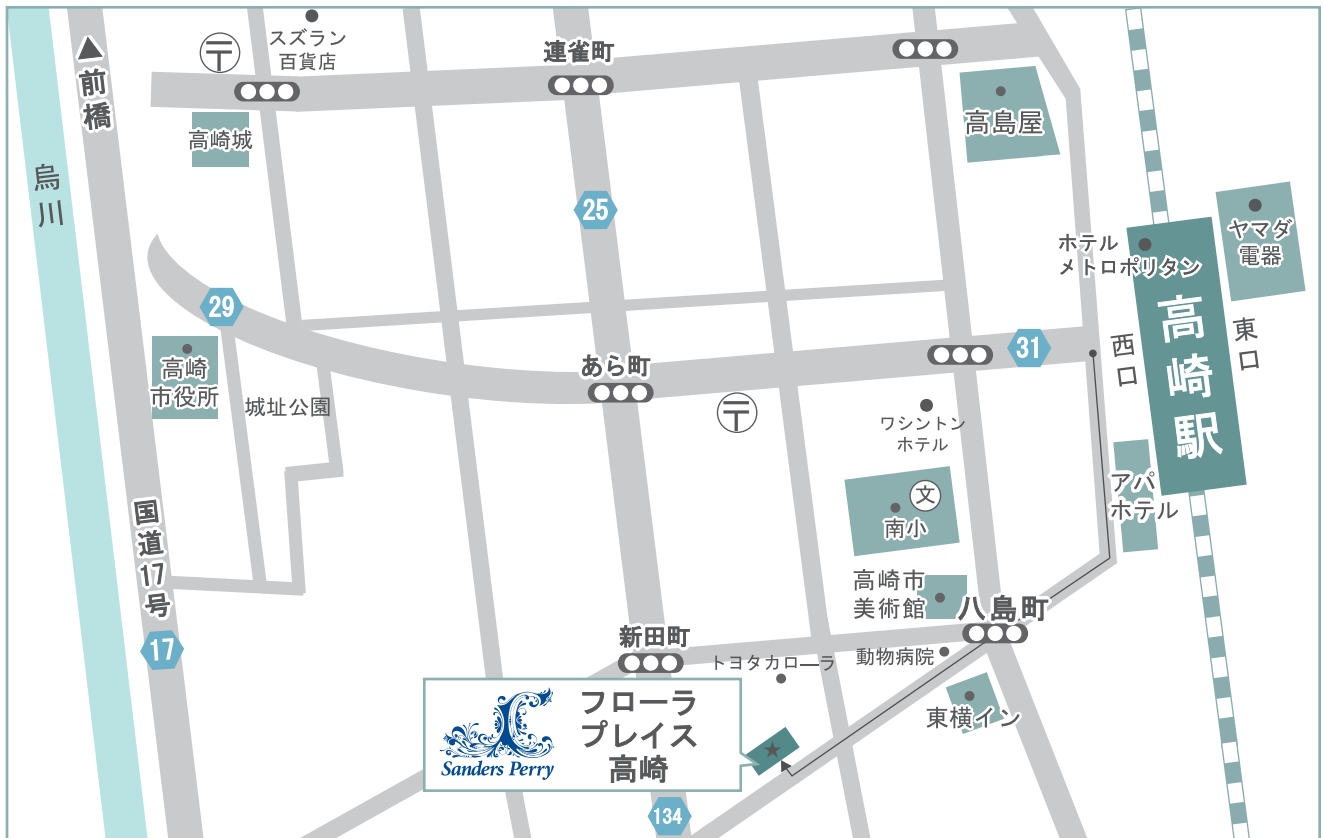 スズラン
百貨店
連雀町
▲前橋
高崎城
高島屋
烏川
25
ホテル
メトロポリタン
ヤマダ
電器
29
高崎駅
西口
東口
31
あら町
高崎
市役所
城址公園
ワシントン
ホテル
アパ
ホテル
文
南小
国道17号
高崎市
美術館
八島町
17
新田町
トヨタカローラ
動物病院
東横イン
フローラ
プレイス
高崎
Sanders Perry
134